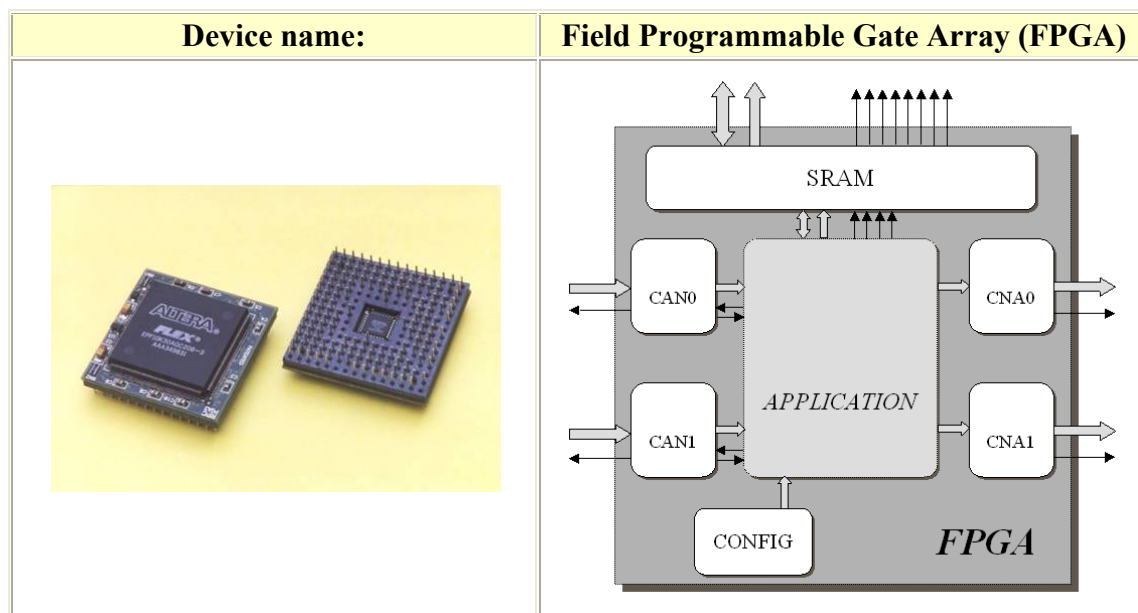 Device name:
Field Programmable Gate Array (FPGA)
ALTERA
FLEX
SRAM
CAN0
CNA0
APPLICATION
CAN1
CNA1
CONFIG
FPGA